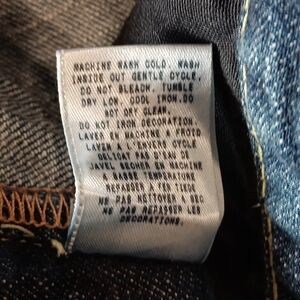 MACHINE WASH COLD. WASH
INSIDE OUT GENTLE CYCLE.
DO NOT BLEACH. TUMBLE
DRY LOW. COOL IRON. DO
NOT DRY CLEAN.
DO NOT IRON DECORATION.
LAVER EN MACHINE A FROID
LAVER A L'ENVERS CYCLE
DELICAT PAS D'EAU DE
JAVEL SECHER EN MACHINE
A BASSE TEMPERATURE
REPASSER A FER TIEDE
NE PAS NETTOYER A SEC
NE PAS REPASSER LES
DECORATIONS.